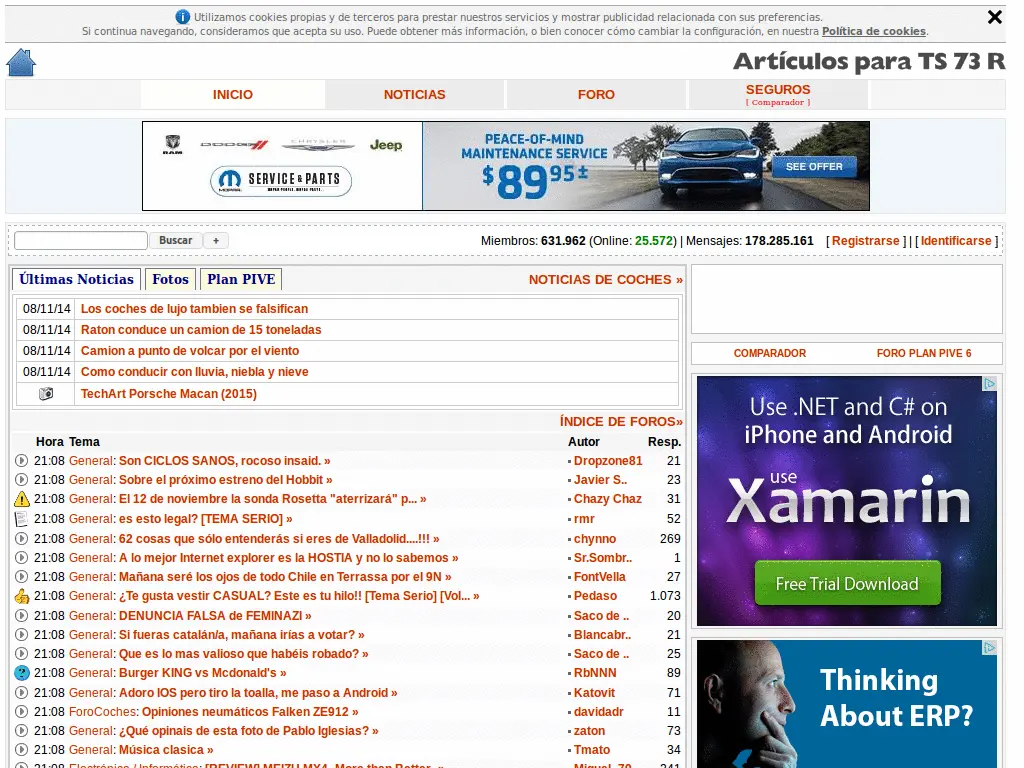 Utilizamos cookies propias y de terceros para prestar nuestros servicios y mostrar publicidad relacionada con sus preferencias.
Si continua navegando, consideramos que acepta su uso. Puede obtener más información, o bien conocer cómo cambiar la configuración, en nuestra Política de cookies.
Artículos para TS 73 R
INICIO NOTICIAS FORO SEGUROS
[ Comparador ]
RAM DODGE CHRYSLER Jeep
MOPAR SERVICE & PARTS
PEACE-OF-MIND
MAINTENANCE SERVICE
$89 95±
SEE OFFER
Buscar +
Miembros: 631.962 (Online: 25.572) | Mensajes: 178.285.161 [ Registrarse ] | [ Identificarse ]
Últimas Noticias Fotos Plan PIVE NOTICIAS DE COCHES »
08/11/14 Los coches de lujo tambien se falsifican
08/11/14 Raton conduce un camion de 15 toneladas
08/11/14 Camion a punto de volcar por el viento
08/11/14 Como conducir con lluvia, niebla y nieve
TechArt Porsche Macan (2015)
ÍNDICE DE FOROS»
Hora Tema Autor Resp.
21:08 General: Son CICLOS SANOS, rocoso insaid. » Dropzone81 21
21:08 General: Sobre el próximo estreno del Hobbit » Javier S.. 23
21:08 General: El 12 de noviembre la sonda Rosetta "aterrizará" p... » Chazy Chaz 31
21:08 General: es esto legal? [TEMA SERIO] » rmr 52
21:08 General: 62 cosas que sólo entenderás si eres de Valladolid....!!! » chynno 269
21:08 General: A lo mejor Internet explorer es la HOSTIA y no lo sabemos » Sr.Sombr.. 1
21:08 General: Mañana seré los ojos de todo Chile en Terrassa por el 9N » FontVella 27
21:08 General: ¿Te gusta vestir CASUAL? Este es tu hilo!! [Tema Serio] [Vol... » Pedaso 1.073
21:08 General: DENUNCIA FALSA de FEMINAZI » Saco de .. 20
21:08 General: Si fueras catalán/a, mañana irías a votar? » Blancabr.. 21
21:08 General: Que es lo mas valioso que habéis robado? » Saco de .. 25
21:08 General: Burger KING vs Mcdonald's » RbNNN 89
21:08 General: Adoro IOS pero tiro la toalla, me paso a Android » Katovit 71
21:08 ForoCoches: Opiniones neumáticos Falken ZE912 » davidadr 11
21:08 General: ¿Qué opinais de esta foto de Pablo Iglesias? » zaton 73
21:08 General: Música clasica » Tmato 34
21:08 Electrónica / Informática: [REVIEW] MEIZU MX4, More than Better.. » Miguel_79 241
COMPARADOR FORO PLAN PIVE 6
Use .NET and C# on
iPhone and Android
use
Xamarin
Free Trial Download
Thinking
About ERP?